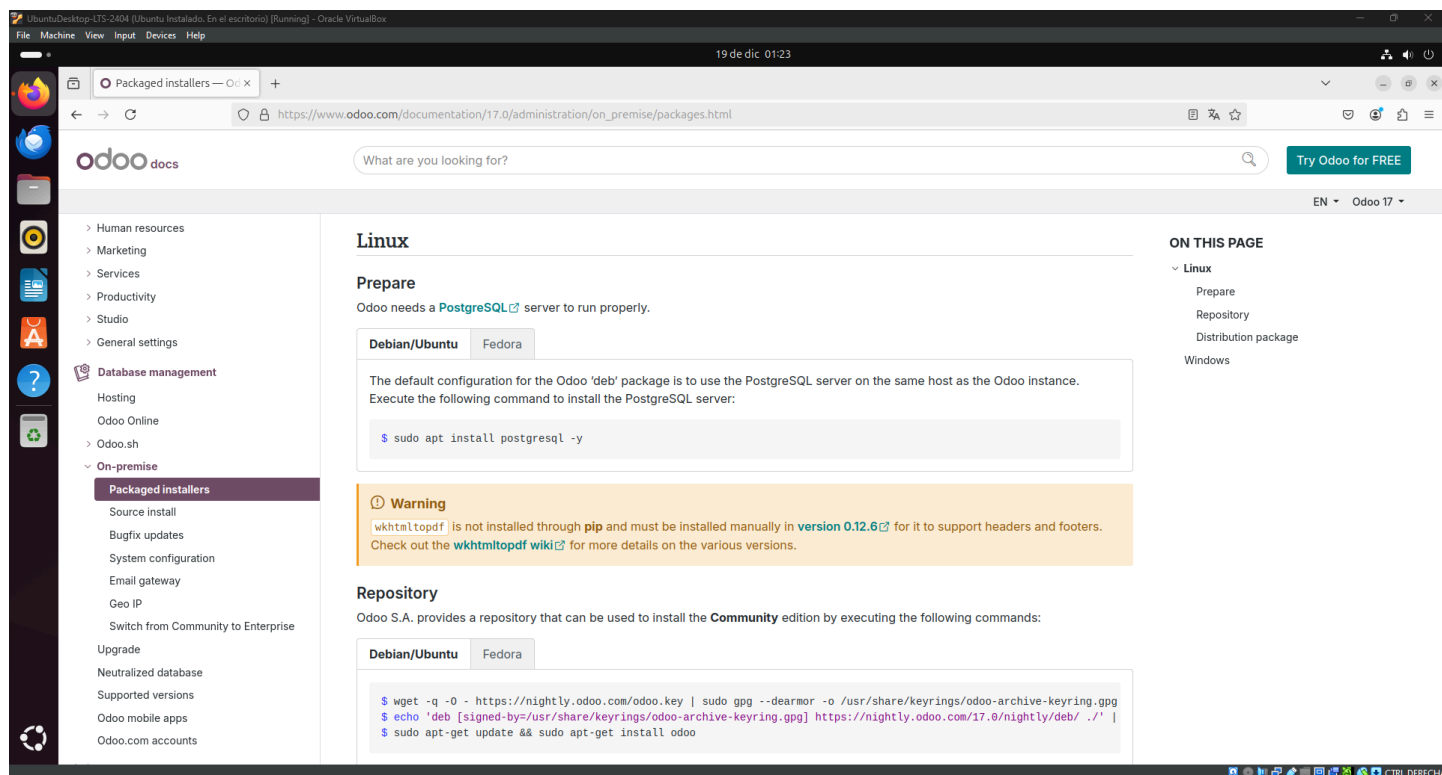 UbuntuDesktop-LTS-2404 (Ubuntu Instalado. En el escritorio) [Running] - Oracle VirtualBox
File Machine View Input Devices Help
19 de dic 01:23
Packaged installers — Od
https://www.odoo.com/documentation/17.0/administration/on_premise/packages.html
odoo docs
What are you looking for?
Try Odoo for FREE
EN Odoo 17
Human resources
Marketing
Services
Productivity
Studio
General settings
Database management
Hosting
Odoo Online
Odoo.sh
On-premise
Packaged installers
Source install
Bugfix updates
System configuration
Email gateway
Geo IP
Switch from Community to Enterprise
Upgrade
Neutralized database
Supported versions
Odoo mobile apps
Odoo.com accounts
Linux
Prepare
Odoo needs a PostgreSQL server to run properly.
Debian/Ubuntu Fedora
The default configuration for the Odoo ‘deb’ package is to use the PostgreSQL server on the same host as the Odoo instance.
Execute the following command to install the PostgreSQL server:
$ sudo apt install postgresql -y
Warning
wkhtmltopdf is not installed through pip and must be installed manually in version 0.12.6 for it to support headers and footers.
Check out the wkhtmltopdf wiki for more details on the various versions.
Repository
Odoo S.A. provides a repository that can be used to install the Community edition by executing the following commands:
Debian/Ubuntu Fedora
$ wget -q -O - https://nightly.odoo.com/odoo.key | sudo gpg --dearmor -o /usr/share/keyrings/odoo-archive-keyring.gpg
$ echo 'deb [signed-by=/usr/share/keyrings/odoo-archive-keyring.gpg] https://nightly.odoo.com/17.0/nightly/deb/ ./' |
$ sudo apt-get update && sudo apt-get install odoo
ON THIS PAGE
Linux
Prepare
Repository
Distribution package
Windows
CTRL DERECHA